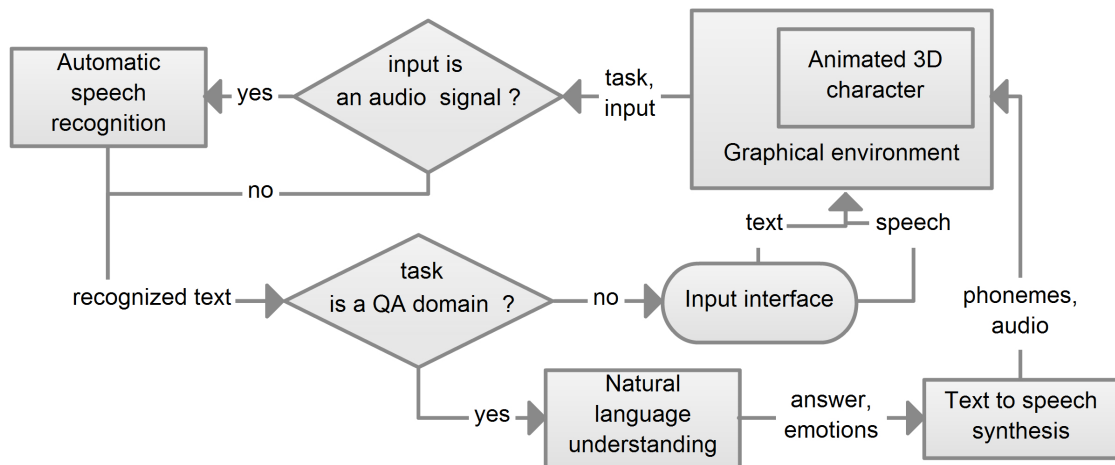 Automatic
speech
recognition
yes
input is
an audio signal ?
task,
input
Animated 3D
character
Graphical environment
no
text
speech
recognized text
task
is a QA domain ?
no
Input interface
phonemes,
audio
yes
Natural
language
understanding
answer,
emotions
Text to speech
synthesis